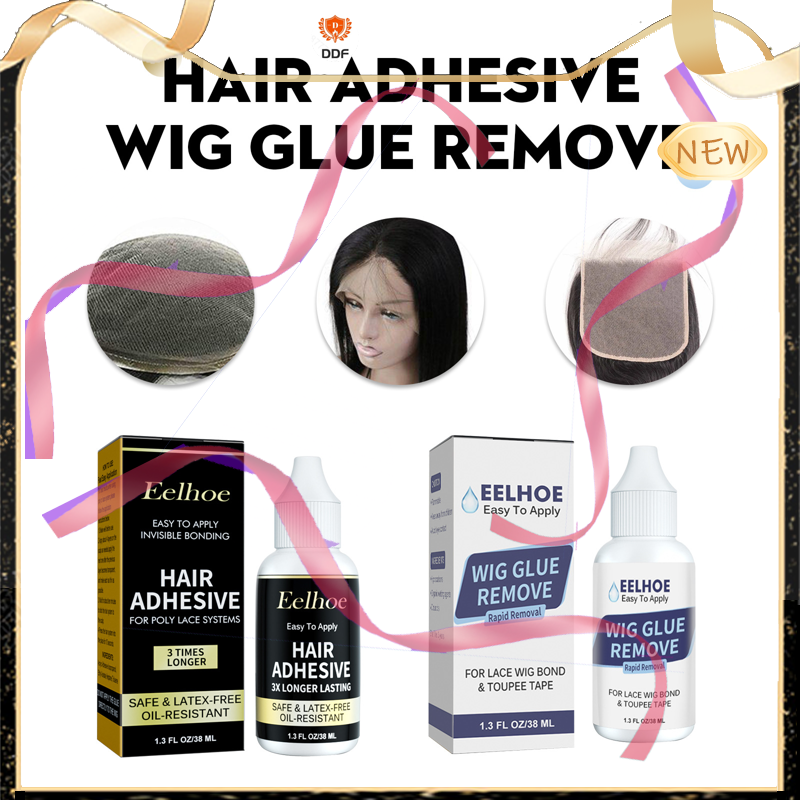 DDF
HAIR ADHESIVE
WIG GLUE REMOVE
NEW
Eelhoe
EASY TO APPLY
INVISIBLE BONDING
HAIR
ADHESIVE
FOR POLY LACE SYSTEMS
3 TIMES
LONGER
SAFE & LATEX-FREE
OIL-RESISTANT
1.3 FL OZ/38 ML
Eelhoe
Easy To Apply
HAIR
ADHESIVE
3X LONGER LASTING
SAFE & LATEX-FREE
OIL-RESISTANT
1.3 FL OZ/38 ML
EELHOE
Easy To Apply
WIG GLUE
REMOVE
Rapid Removal
FOR LACE WIG BOND
& TOUPEE TAPE
1.3 FL OZ/38 ML
EELHOE
Easy To Apply
WIG GLUE
REMOVE
Rapid Removal
FOR LACE WIG BOND
& TOUPEE TAPE
1.3 FL OZ/38 ML